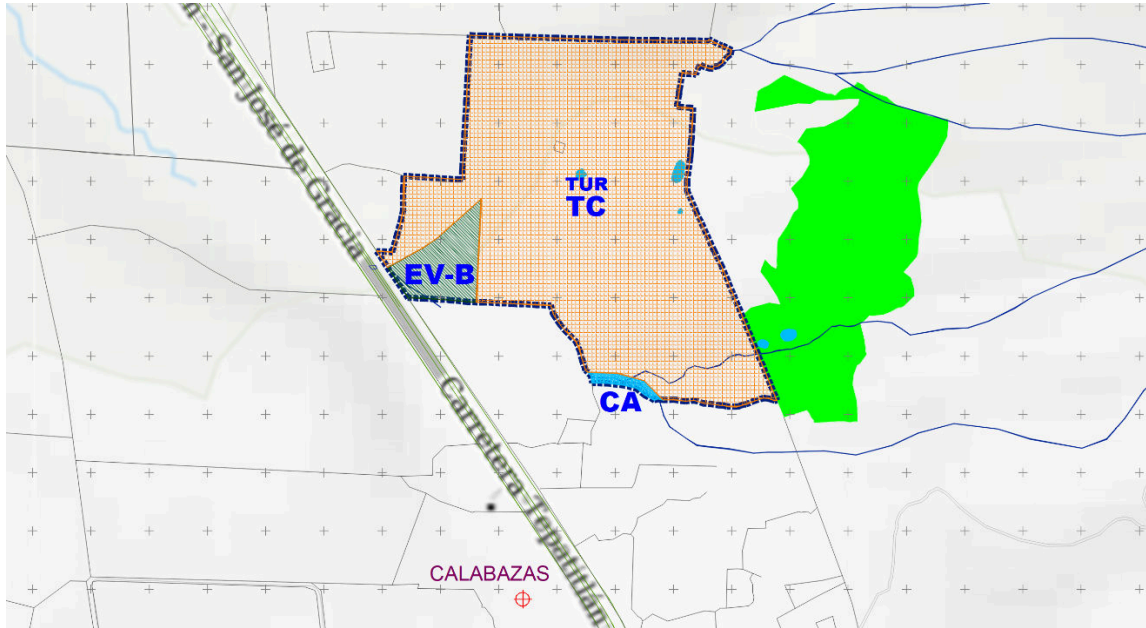 n - San José de Gracia
TUR
TC
EV-B
CA
Carretera Tepatitlán
CALABAZAS